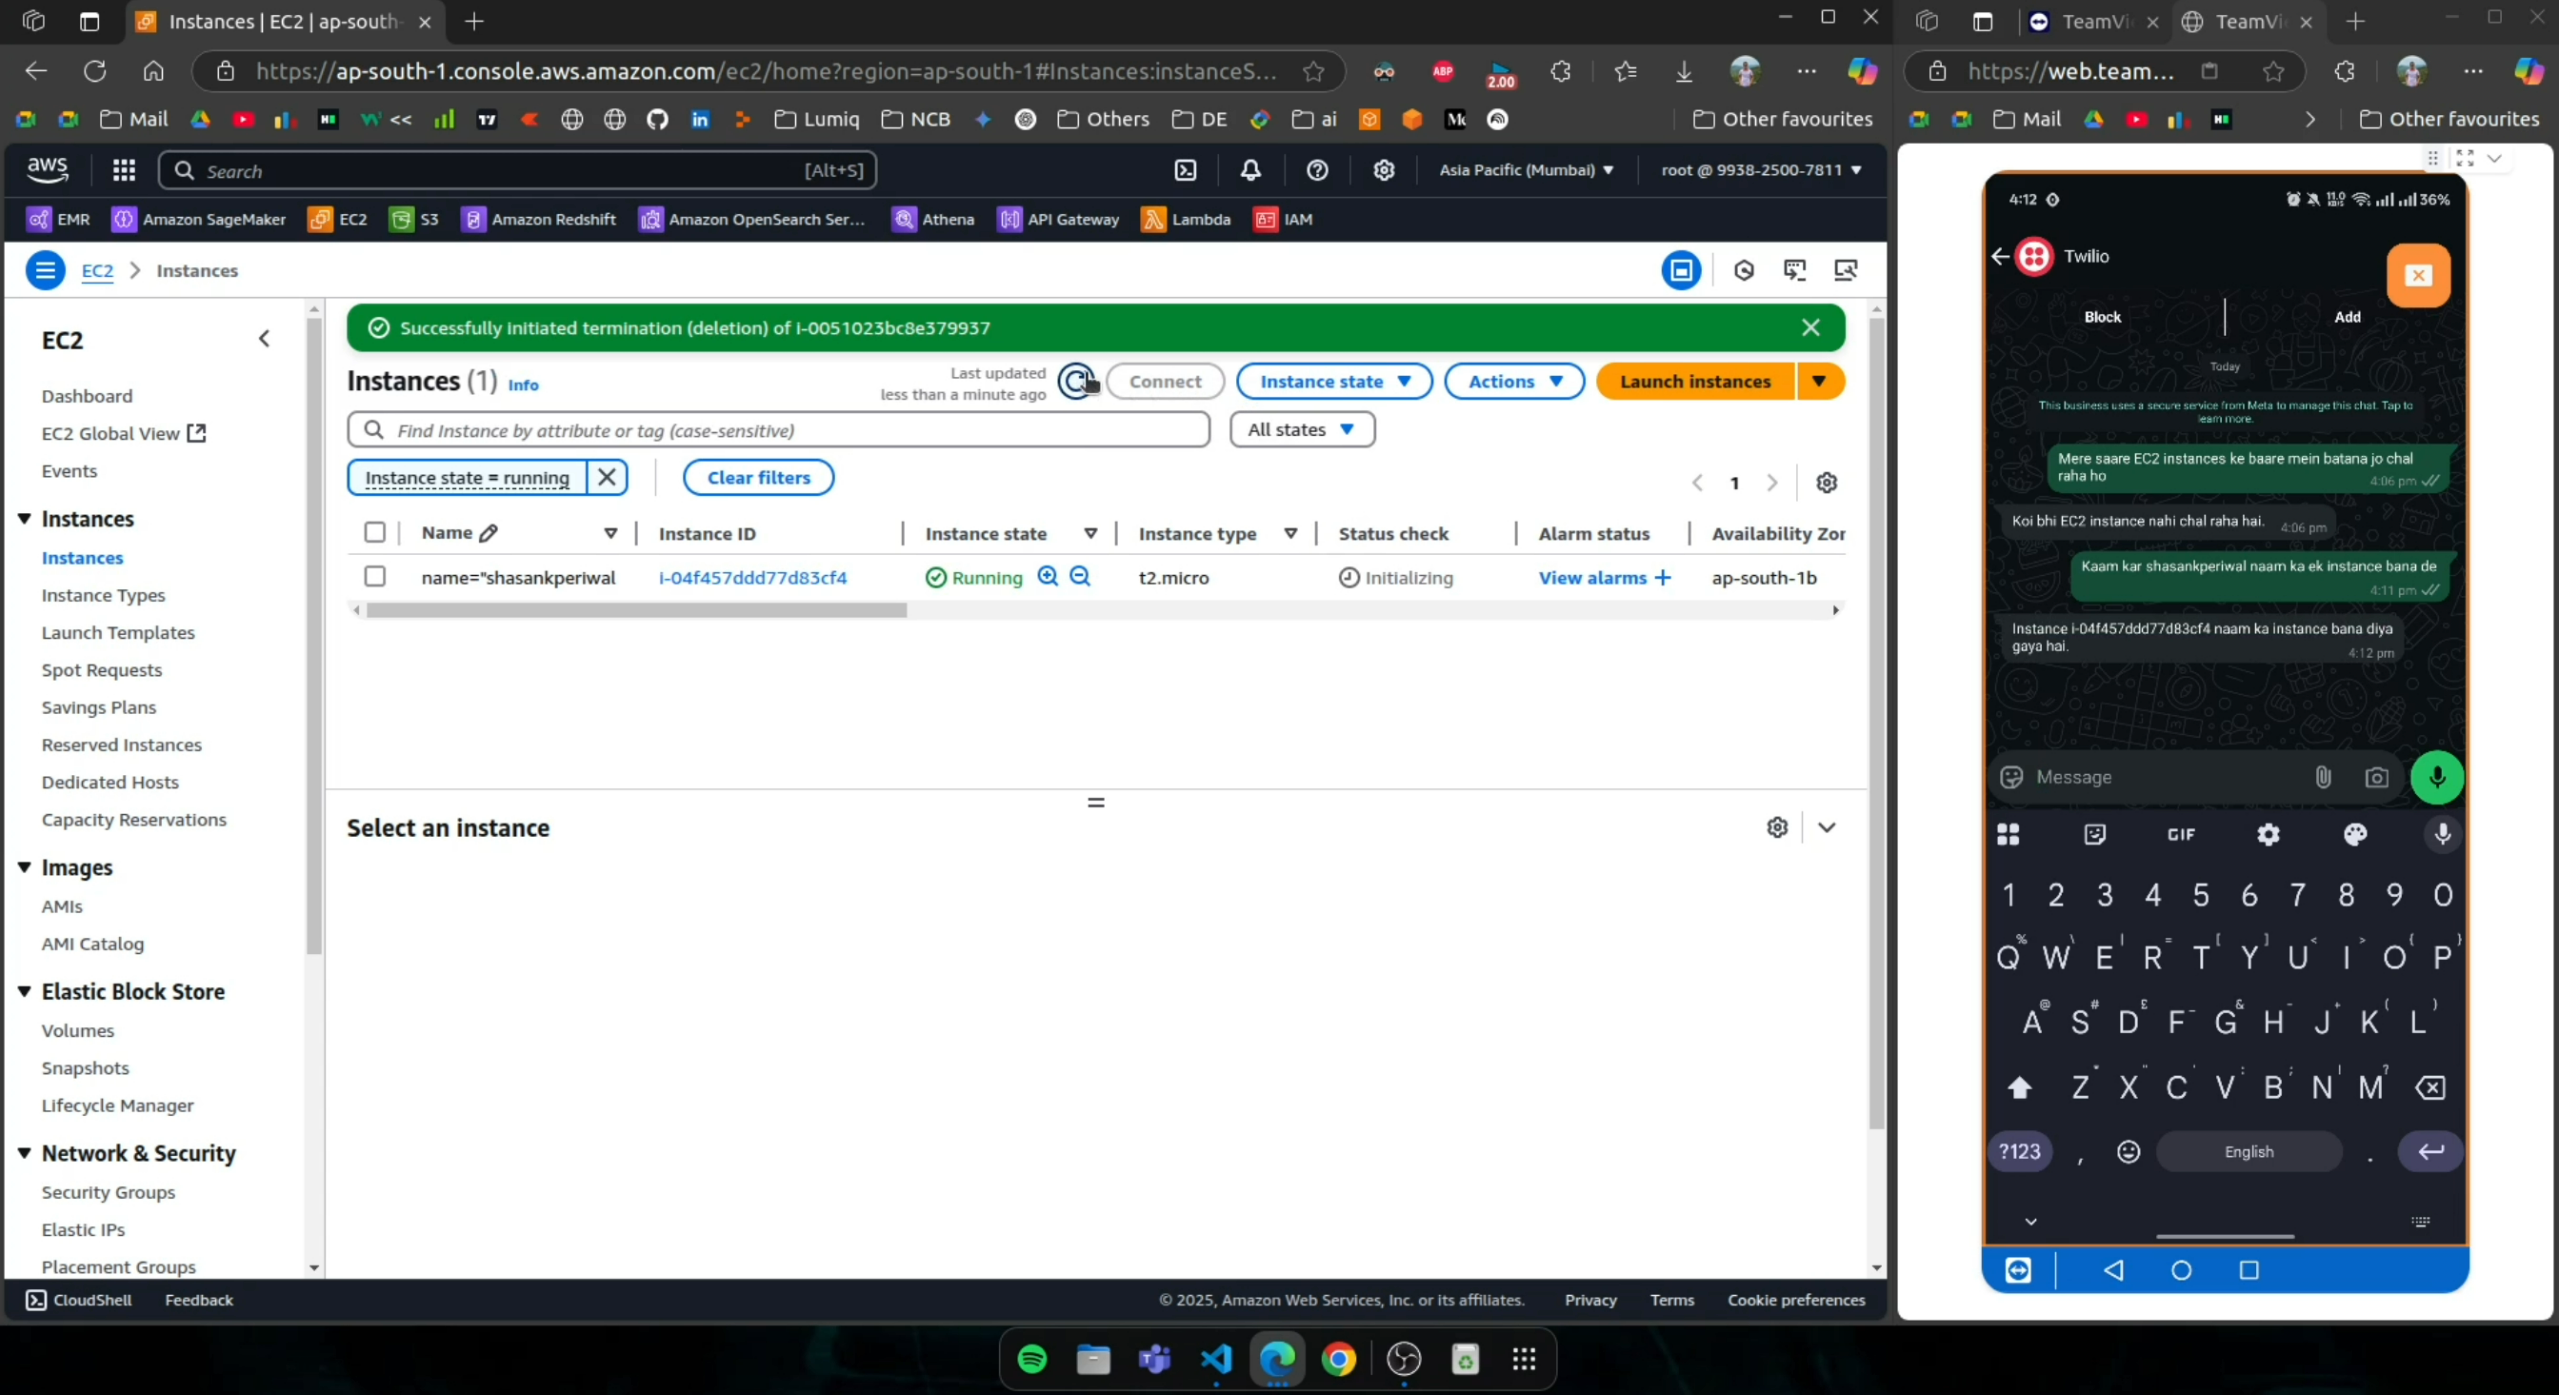 Instances | EC2 | ap-south-
https://ap-south-1.console.aws.amazon.com/ec2/home?region=ap-south-1#Instances:instanceS...
ABP
2.00
Mail
<<
Lumiq
NCB
Others
DE
ai
Other favourites
aws
Search
[Alt+S]
Asia Pacific (Mumbai)
root @ 9938-2500-7811
EMR
Amazon SageMaker
EC2
S3
Amazon Redshift
Amazon OpenSearch Ser...
Athena
API Gateway
Lambda
IAM
EC2
Instances
EC2
Dashboard
EC2 Global View
Events
Instances
Instances
Instance Types
Launch Templates
Spot Requests
Savings Plans
Reserved Instances
Dedicated Hosts
Capacity Reservations
Images
AMIs
AMI Catalog
Elastic Block Store
Volumes
Snapshots
Lifecycle Manager
Network & Security
Security Groups
Elastic IPs
Placement Groups
Successfully initiated termination (deletion) of i-0051023bc8e379937
Instances (1) Info
Last updated
less than a minute ago
Connect
Instance state
Actions
Launch instances
Find Instance by attribute or tag (case-sensitive)
All states
Instance state = running
Clear filters
1
Name
Instance ID
Instance state
Instance type
Status check
Alarm status
Availability Zor
name="shasankperiwal
i-04f457ddd77d83cf4
Running
t2.micro
Initializing
View alarms +
ap-south-1b
Select an instance
CloudShell
Feedback
© 2025, Amazon Web Services, Inc. or its affiliates.
Privacy
Terms
Cookie preferences
TeamVi
TeamVi
https://web.team...
Mail
Other favourites
4:12
11.0
KB/S
36%
Twilio
Block
Add
Today
This business uses a secure service from Meta to manage this chat. Tap to
learn more.
Mere saare EC2 instances ke baare mein batana jo chal
raha ho
4:06 pm
Koi bhi EC2 instance nahi chal raha hai.
4:06 pm
Kaam kar shasankperiwal naam ka ek instance bana de
4:11 pm
Instance i-04f457ddd77d83cf4 naam ka instance bana diya
gaya hai.
4:12 pm
Message
GIF
1 2 3 4 5 6 7 8 9 0
Q W E R T Y U I O P
A S D F G H J K L
Z X C V B N M
?123 , English .